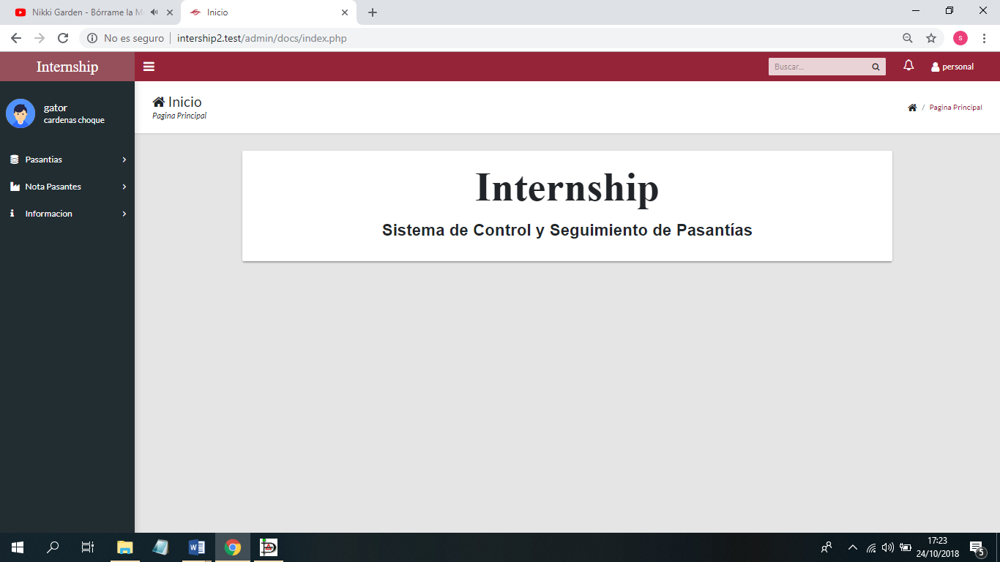 Nikki Garden - Bórrame la M
Inicio
No es seguro
intership2.test/admin/docs/index.php
s
Internship
Buscar...
personal
gator
cardenas choque
Inicio
Pagina Principal
/ Pagina Principal
Pasantias
Nota Pasantes
Informacion
Internship
Sistema de Control y Seguimiento de Pasantías
17:23
24/10/2018
5